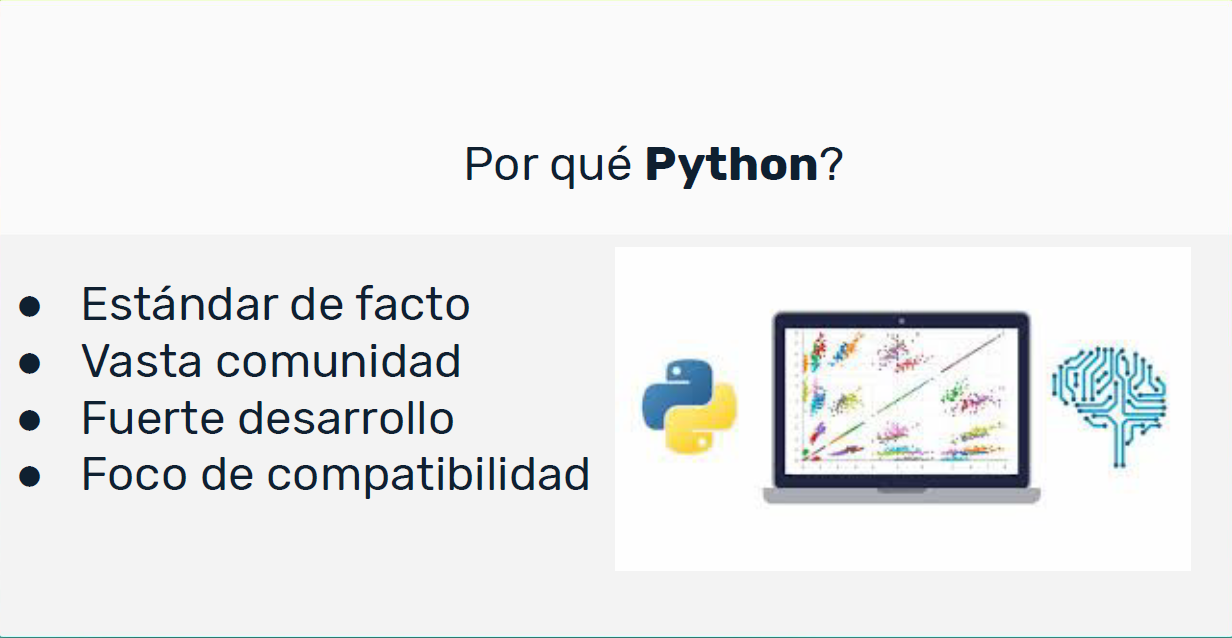 Por qué Python?
● Estándar de facto
● Vasta comunidad
● Fuerte desarrollo
● Foco de compatibilidad